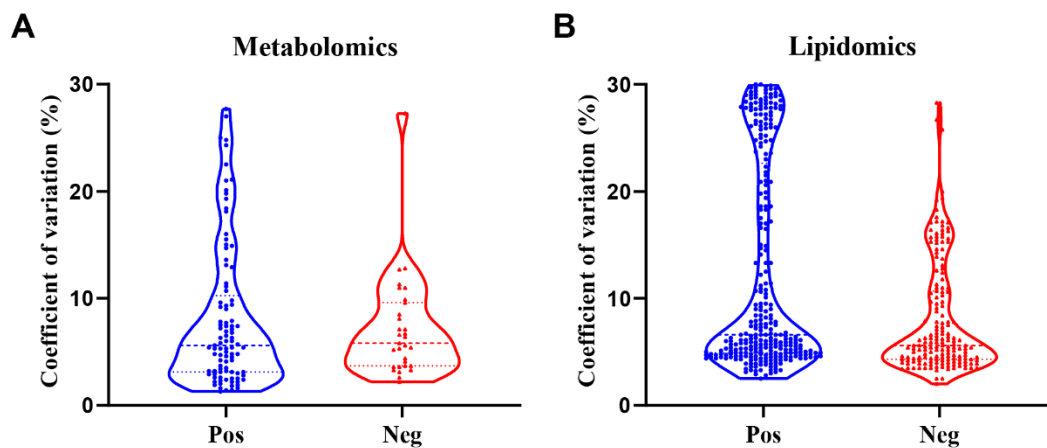 A
Metabolomics
Coefficient of variation (%)
30
20
10
0
Pos
Neg
B
Lipidomics
Coefficient of variation (%)
30
20
10
0
Pos
Neg